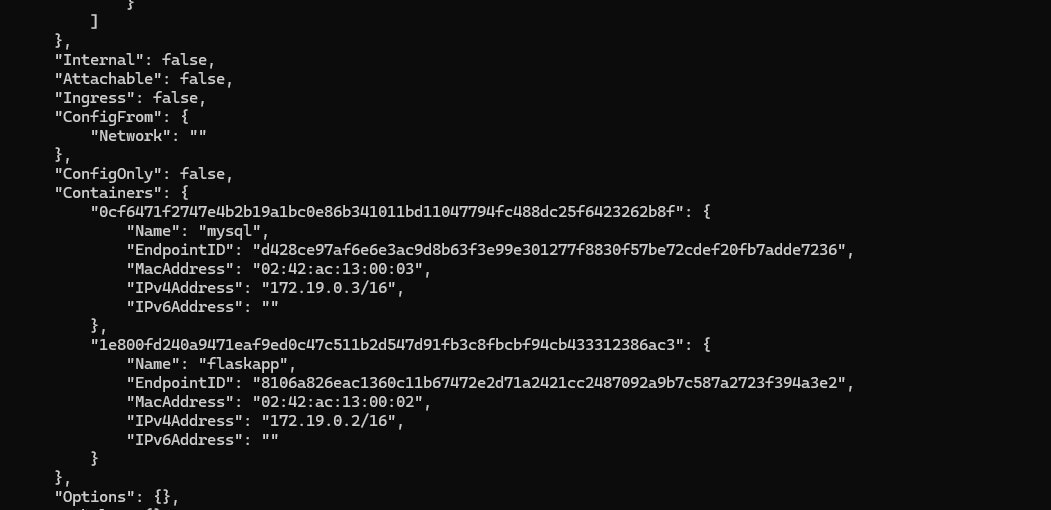 }
]
},
"Internal": false,
"Attachable": false,
"Ingress": false,
"ConfigFrom": {
"Network": ""
},
"ConfigOnly": false,
"Containers": {
"0cf6471f2747e4b2b19a1bc0e86b341011bd11047794fc488dc25f6423262b8f": {
"Name": "mysql",
"EndpointID": "d428ce97af6e6e3ac9d8b63f3e99e301277f8830f57be72cdef20fb7adde7236",
"MacAddress": "02:42:ac:13:00:03",
"IPv4Address": "172.19.0.3/16",
"IPv6Address": ""
},
"1e800fd240a9471eaf9ed0c47c511b2d547d91fb3c8fbcbf94cb433312386ac3": {
"Name": "flaskapp",
"EndpointID": "8106a826eac1360c11b67472e2d71a2421cc2487092a9b7c587a2723f394a3e2",
"MacAddress": "02:42:ac:13:00:02",
"IPv4Address": "172.19.0.2/16",
"IPv6Address": ""
}
},
"Options": {},